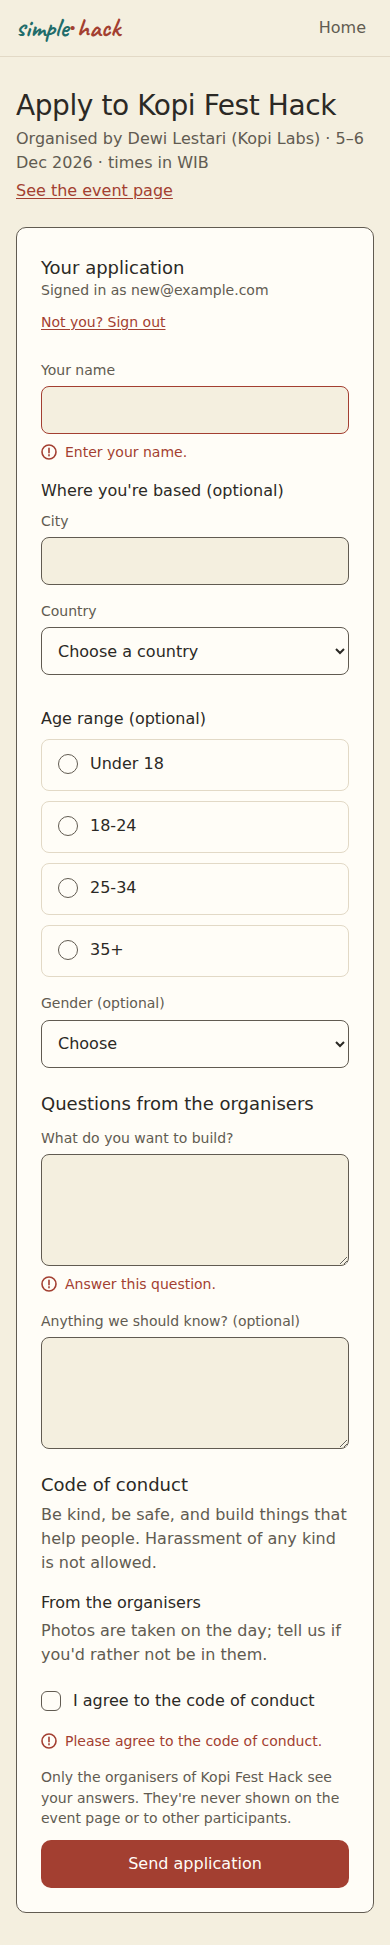 simple·hack
Home
Apply to Kopi Fest Hack
Organised by Dewi Lestari (Kopi Labs) · 5–6
Dec 2026 · times in WIB
See the event page
Your application
Signed in as new@example.com
Not you? Sign out
Your name
Enter your name.
Where you're based (optional)
City
Country
Choose a country
Age range (optional)
Under 18
18-24
25-34
35+
Gender (optional)
Choose
Questions from the organisers
What do you want to build?
Answer this question.
Anything we should know? (optional)
Code of conduct
Be kind, be safe, and build things that
help people. Harassment of any kind
is not allowed.
From the organisers
Photos are taken on the day; tell us if
you'd rather not be in them.
I agree to the code of conduct
Please agree to the code of conduct.
Only the organisers of Kopi Fest Hack see
your answers. They're never shown on the
event page or to other participants.
Send application